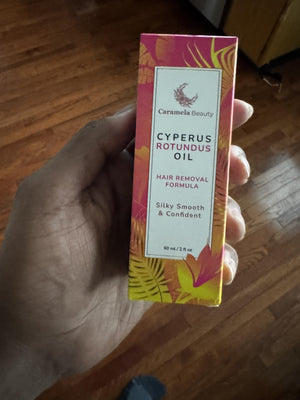 Caramela Beauty
CYPERUS
ROTUNDUS
OIL
HAIR REMOVAL
FORMULA
Silky Smooth
& Confident
60 mL / 2 fl oz